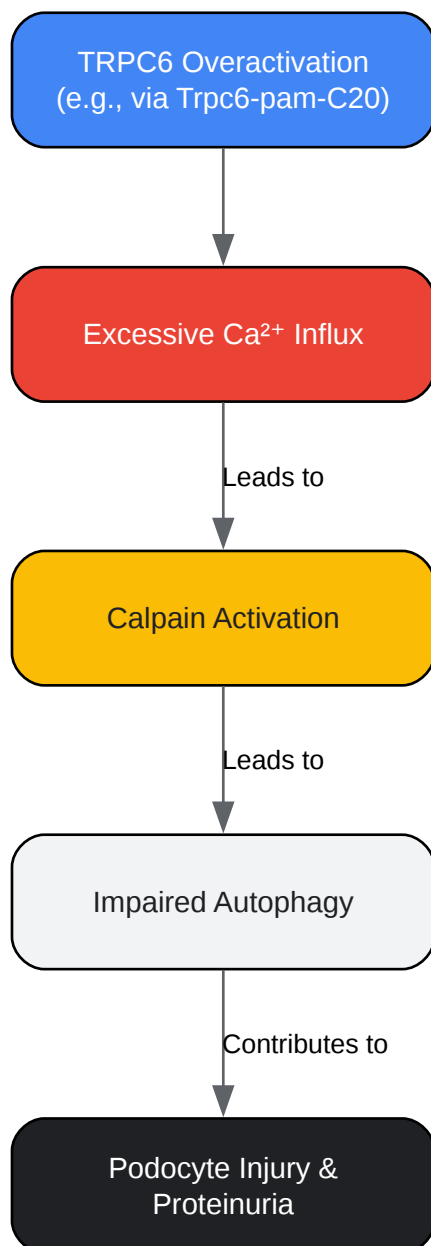 TRPC6 Overactivation
(e.g., via Trpc6-pam-C20)
Excessive Ca²⁺ Influx
Leads to
Calpain Activation
Leads to
Impaired Autophagy
Contributes to
Podocyte Injury &
Proteinuria